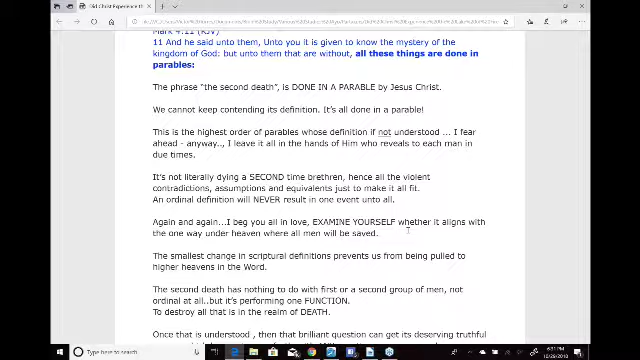 Did Christ Experience th
Mark 4:11 (KJV)
11 And he said unto them, Unto you it is given to know the mystery of the
kingdom of God: but unto them that are without, all these things are done in
parables:
The phrase "the second death", is DONE IN A PARABLE by Jesus Christ.
We cannot keep contending its definition. It's all done in a parable!
This is the highest order of parables whose definition if not understood ... I fear
ahead - anyway.., I leave it all in the hands of Him who reveals to each man in
due times.
It's not literally dying a SECOND time brethren, hence all the violent
contradictions, assumptions and equivalents just to make it all fit.
An ordinal definition will NEVER result in one event unto all.
Again and again...I beg you all in love, EXAMINE YOURSELF whether it aligns with
the one way under heaven where all men will be saved.
The smallest change in scriptural definitions prevents us from being pulled to
higher heavens in the Word.
The second death has nothing to do with first or a second group of men, not
ordinal at all..but it's performing one FUNCTION.
To destroy all that is in the realm of DEATH.
Once that is understood, then that brilliant question can get its deserving truthful
Type here to search
6:31 PM
10/29/2018